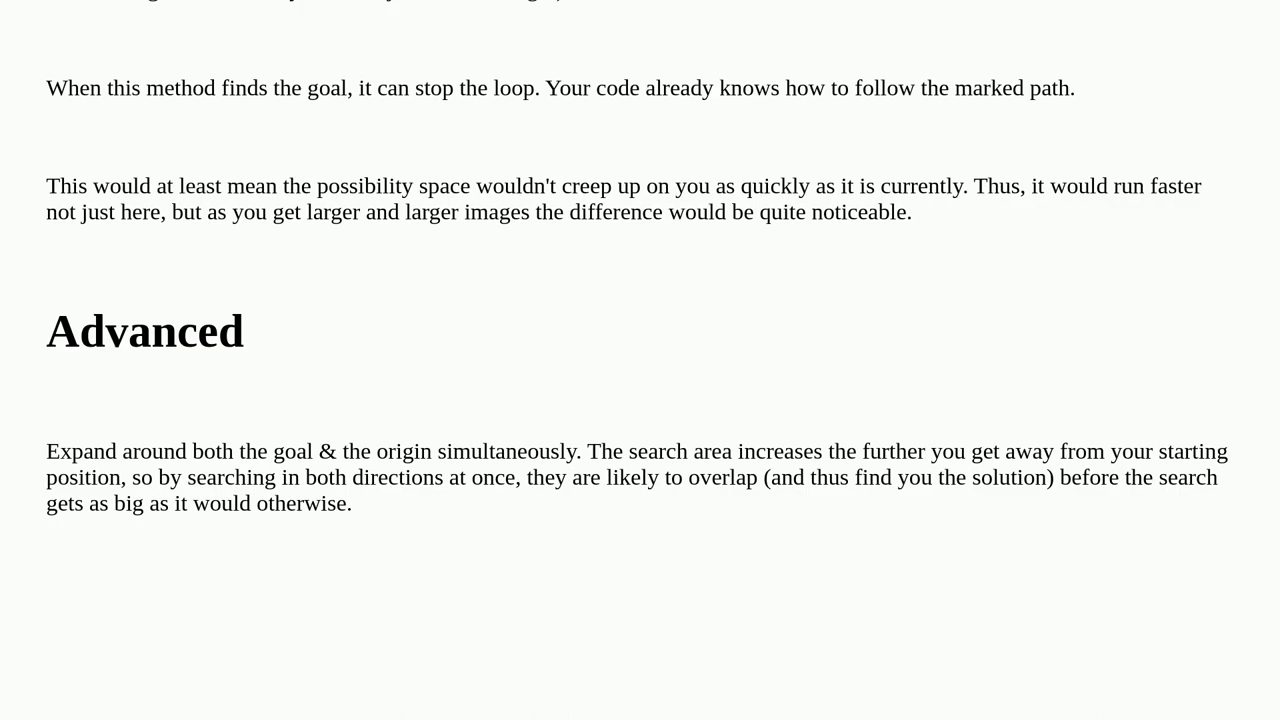 When this method finds the goal, it can stop the loop. Your code already knows how to follow the marked path.
This would at least mean the possibility space wouldn't creep up on you as quickly as it is currently. Thus, it would run faster
not just here, but as you get larger and larger images the difference would be quite noticeable.
Advanced
Expand around both the goal & the origin simultaneously. The search area increases the further you get away from your starting
position, so by searching in both directions at once, they are likely to overlap (and thus find you the solution) before the search
gets as big as it would otherwise.